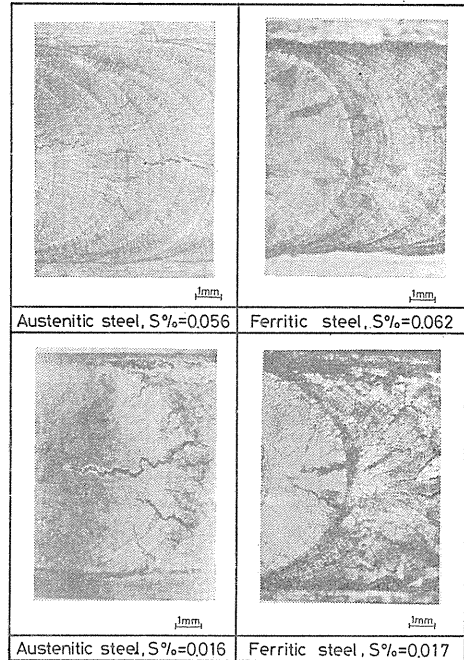 1mm
1mm
Austenitic steel, S%=0.056
Ferritic steel, S%=0.062
1mm
1mm
Austenitic steel, S%=0.016
Ferritic steel, S%=0.017